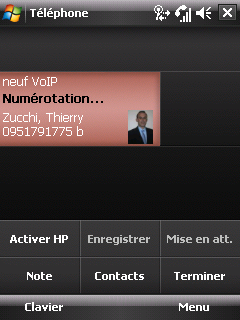 Téléphone
neuf VoIP
Numérotation...
Zucchi, Thierry
0951791775 b
Activer HP
Enregistrer
Mise en att.
Note
Contacts
Terminer
Clavier
Menu